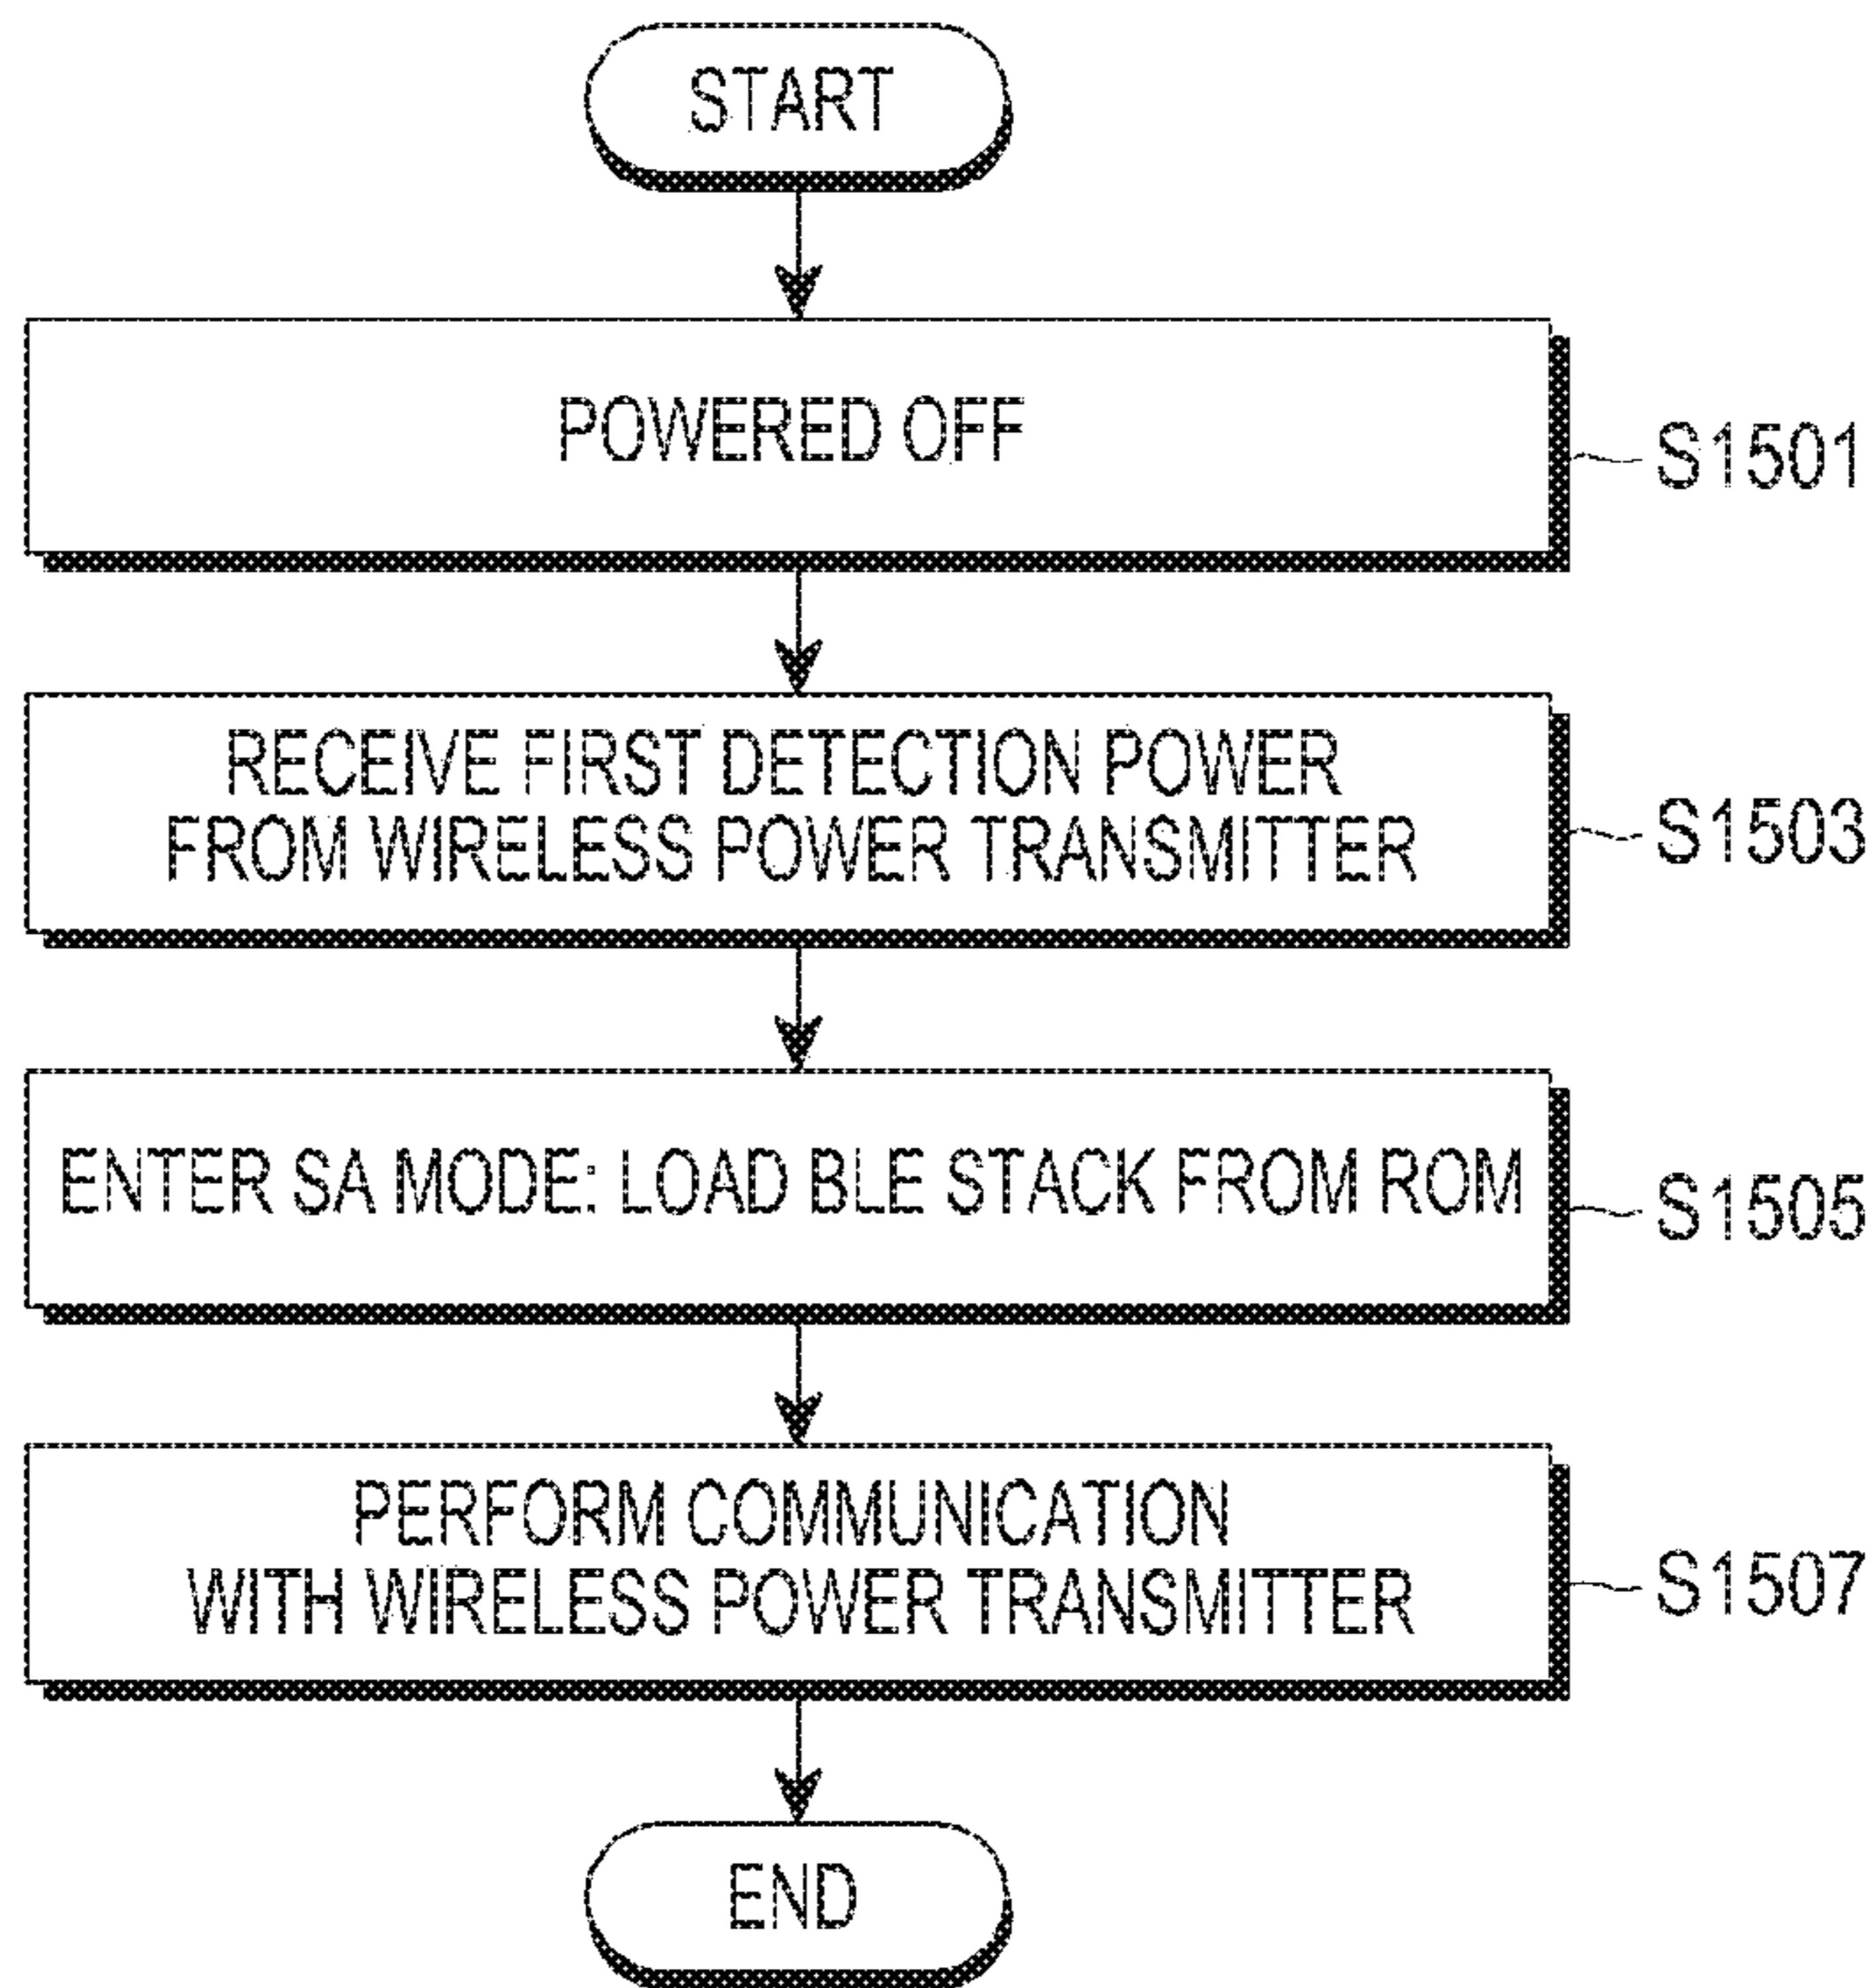 START
POWERED OFF
S1501
RECEIVE FIRST DETECTION POWER
FROM WIRELESS POWER TRANSMITTER
S1503
ENTER SA MODE: LOAD BLE STACK FROM ROM
S1505
PERFORM COMMUNICATION
WITH WIRELESS POWER TRANSMITTER
S1507
END